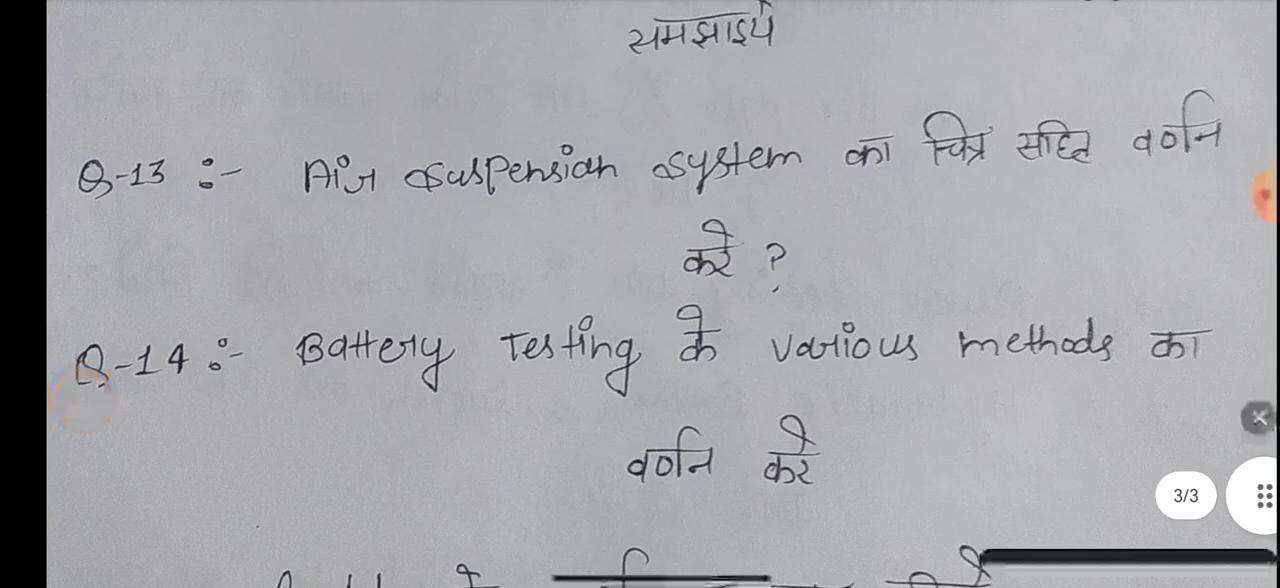 समझाइये
Q-13 :- Air suspension system का चित्र सहित वर्णन
करे ?
Q-14 :- Battery Testing के various methods का
वर्णन करे
3/3